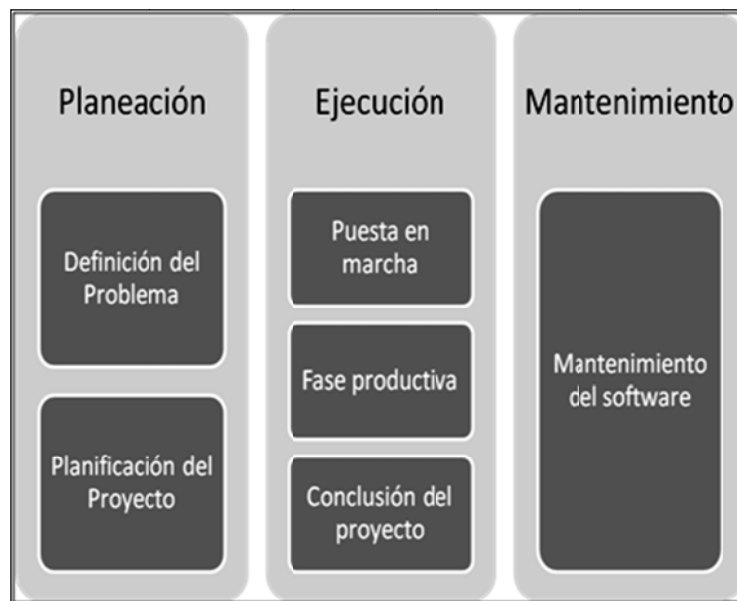 Planeación
Definición del
Problema
Planificación del
Proyecto
Ejecución
Puesta en
marcha
Fase productiva
Conclusión del
proyecto
Mantenimiento
Mantenimiento
del software